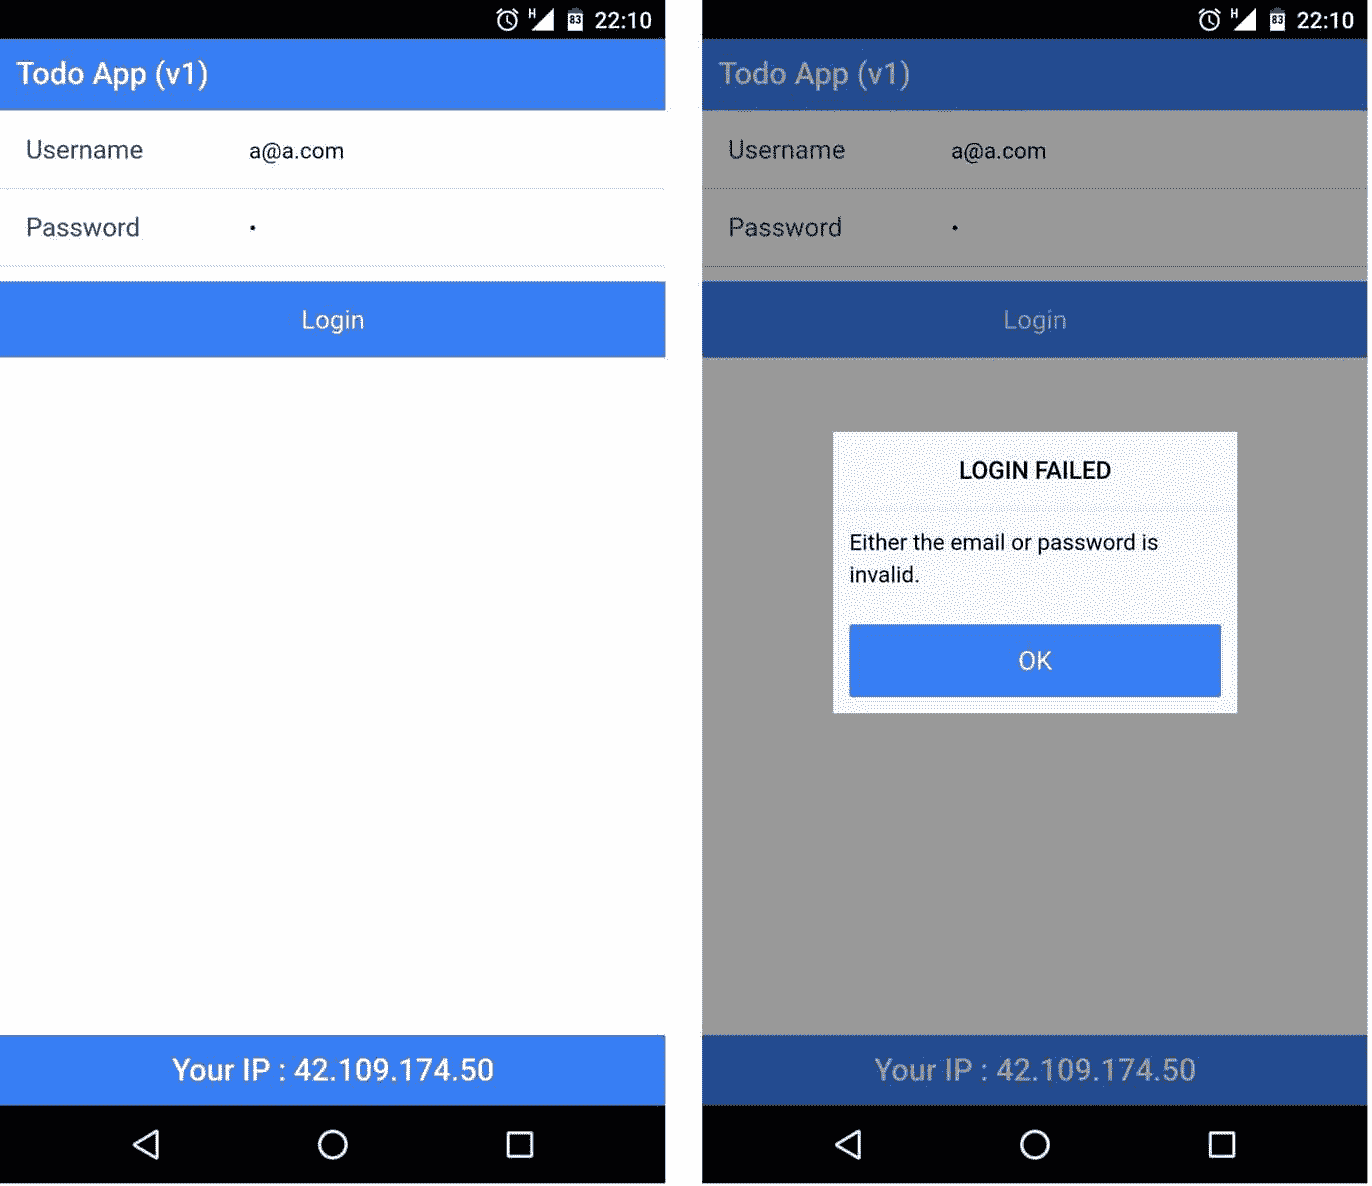 H 83 22:10
Todo App (v1)
Username a@a.com
Password •
Login
Your IP : 42.109.174.50
H 83 22:10
Todo App (v1)
Username a@a.com
Password •
Login
LOGIN FAILED
Either the email or password is
invalid.
OK
Your IP : 42.109.174.50